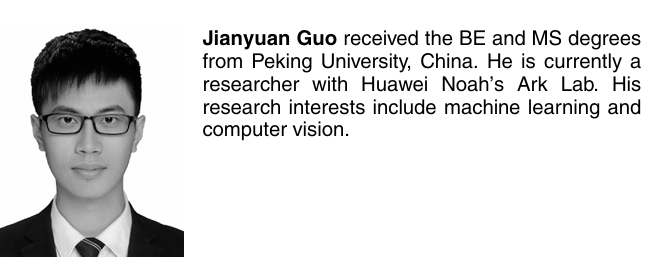 Jianyuan Guo received the BE and MS degrees
from Peking University, China. He is currently a
researcher with Huawei Noah's Ark Lab. His
research interests include machine learning and
computer vision.